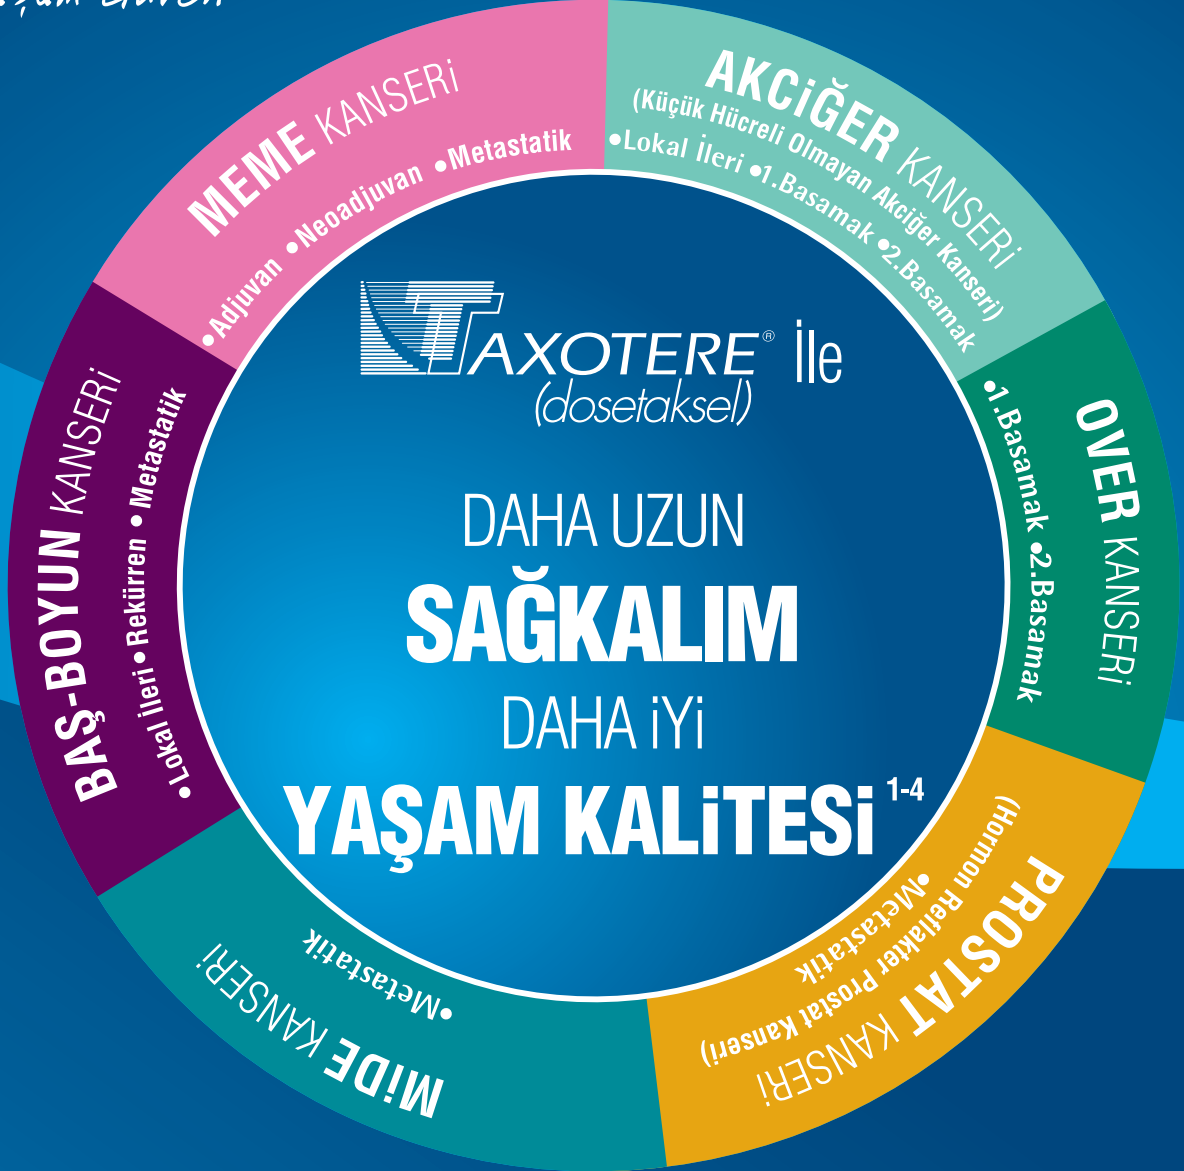 MEME KANSERi
•Adjuvan •Neoadjuvan •Metastatik
AKCiĞER KANSERi
(Küçük Hücreli Olmayan Akciğer Kanseri)
•Lokal İleri •1.Basamak •2.Basamak
OVER KANSERi
•1.Basamak •2.Basamak
PROSTAT KANSERi
(Hormon Reflakter Prostat Kanseri)
•Metastatik
MiDE KANSERi
•Metastatik
BAŞ-BOYUN KANSERi
•Lokal ileri •Rekürren •Metastatik
TAXOTERE® İle
(dosetaksel)
DAHA UZUN
SAĞKALIM
DAHA iYi
YAŞAM KALiTESi 1-4